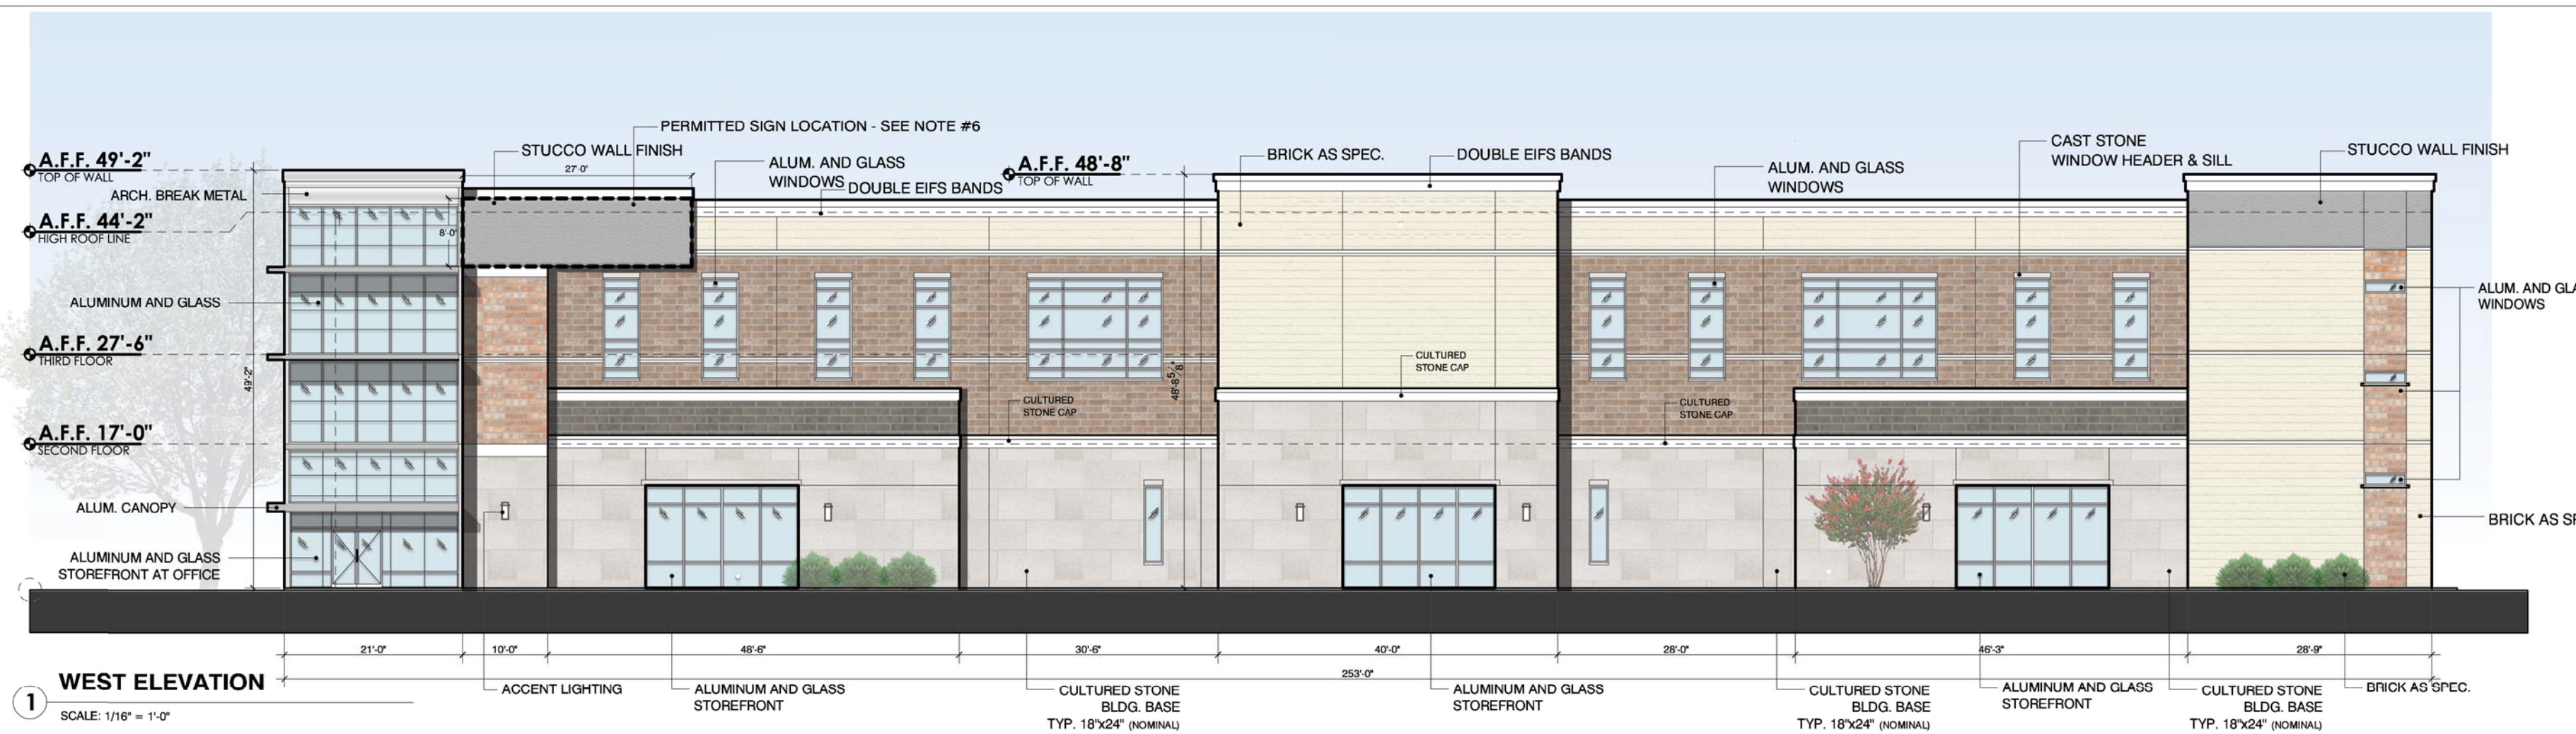 PERMITTED SIGN LOCATION - SEE NOTE #6
STUCCO WALL FINISH
27'-0"
ALUM. AND GLASS
WINDOWS
DOUBLE EIFS BANDS
A.F.F. 48'-8"
TOP OF WALL
BRICK AS SPEC.
DOUBLE EIFS BANDS
ALUM. AND GLASS
WINDOWS
CAST STONE
WINDOW HEADER & SILL
STUCCO WALL FINISH
A.F.F. 49'-2"
TOP OF WALL
ARCH. BREAK METAL
A.F.F. 44'-2"
HIGH ROOF LINE
8'-0"
ALUMINUM AND GLASS
ALUM. AND GLA
WINDOWS
A.F.F. 27'-6"
THIRD FLOOR
49'-2"
48'-8 5/8"
CULTURED
STONE CAP
CULTURED
STONE CAP
CULTURED
STONE CAP
A.F.F. 17'-0"
SECOND FLOOR
ALUM. CANOPY
BRICK AS SP
ALUMINUM AND GLASS
STOREFRONT AT OFFICE
21'-0"
10'-0"
48'-6"
30'-6"
40'-0"
28'-0"
46'-3"
28'-9"
253'-0"
1
WEST ELEVATION
SCALE: 1/16" = 1'-0"
ACCENT LIGHTING
ALUMINUM AND GLASS
STOREFRONT
CULTURED STONE
BLDG. BASE
TYP. 18"x24" (NOMINAL)
ALUMINUM AND GLASS
STOREFRONT
CULTURED STONE
BLDG. BASE
TYP. 18"x24" (NOMINAL)
ALUMINUM AND GLASS
STOREFRONT
CULTURED STONE
BLDG. BASE
TYP. 18"x24" (NOMINAL)
BRICK AS SPEC.